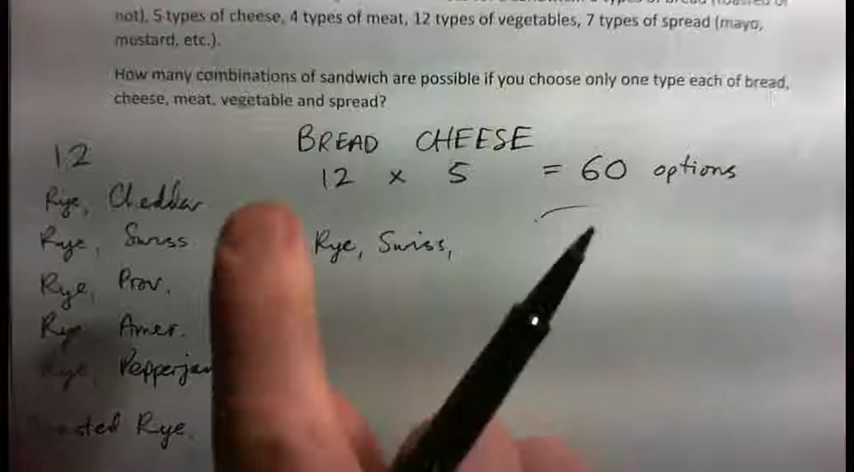 not), 5 types of cheese, 4 types of meat, 12 types of vegetables, 7 types of spread (mayo,
mustard, etc.).
How many combinations of sandwich are possible if you choose only one type each of bread,
cheese, meat, vegetable and spread?
BREAD CHEESE
12
12 x 5 = 60 options
Rye, Cheddar
Rye, Swiss
Rye, Swiss,
Rye, Prov.
Rye Amer.
Rye, Pepperjac
Rye.